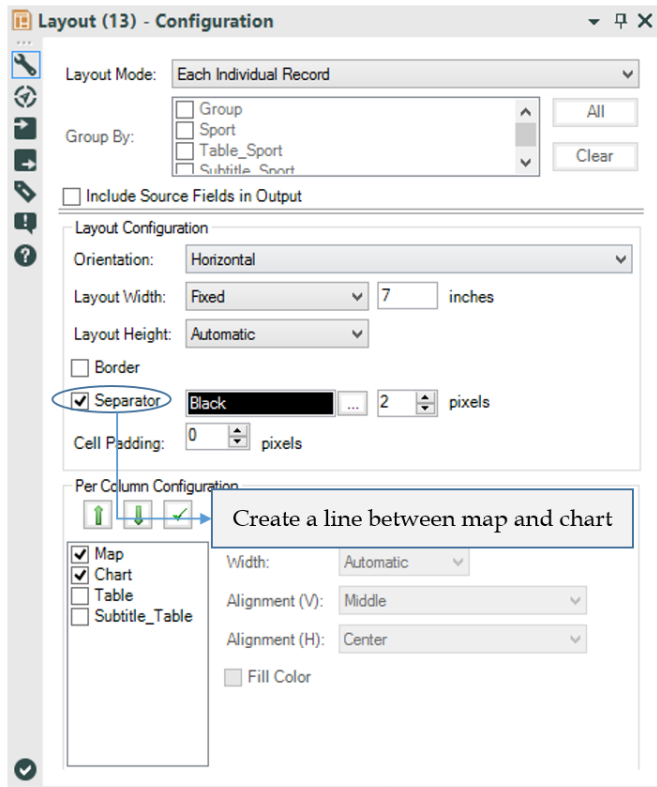 Layout (13) - Configuration
Layout Mode: Each Individual Record
Group By:
Group
Sport
Table_Sport
Subtitle_Sport
All
Clear
Include Source Fields in Output
Layout Configuration
Orientation: Horizontal
Layout Width: Fixed 7 inches
Layout Height: Automatic
Border
Separator Black ... 2 pixels
Cell Padding: 0 pixels
Per Column Configuration
Create a line between map and chart
Map
Chart
Table
Subtitle_Table
Width: Automatic
Alignment (V): Middle
Alignment (H): Center
Fill Color